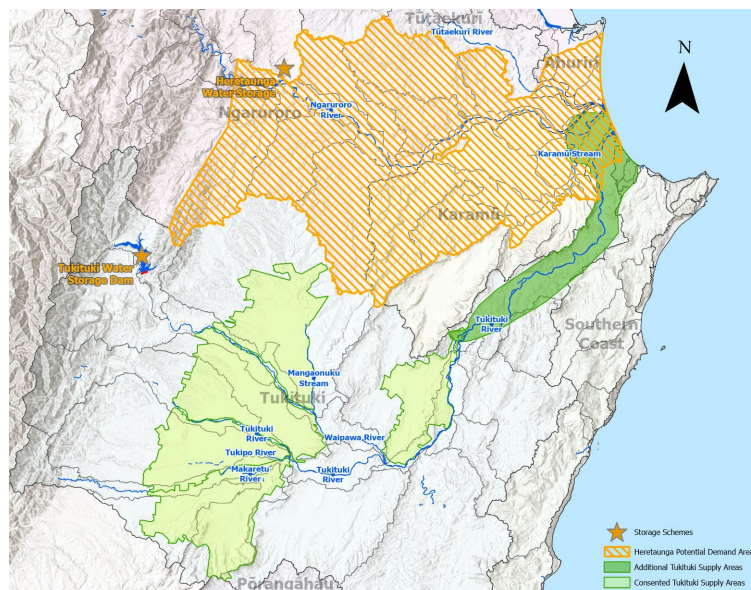 Tūtaekurī
Tūtaekurī River
Ahuriri
N
Heretaunga
Water Storage
Ngaruroro
Ngaruroro
River
Karamū Stream
Karamū
Tukituki Water
Storage Dam
Tukituki
River
Southern
Coast
Mangaonuku
Stream
Tukituki
Tukituki
River
Waipawa River
Tukipo River
Makaretu
River
Tukituki
River
Pōrangahau
Storage Schemes
Heretaunga Potential Demand Area
Additional Tukituki Supply Areas
Consented Tukituki Supply Areas